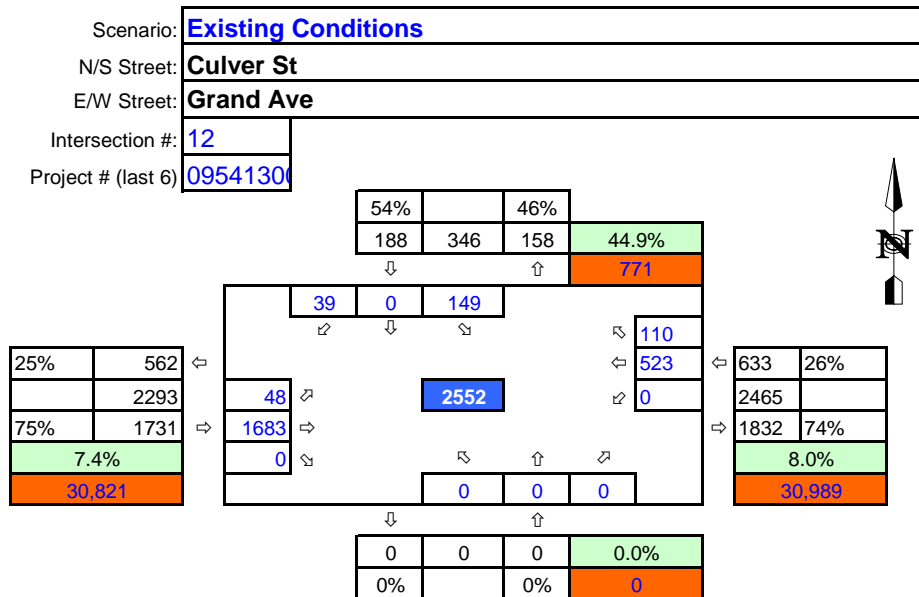 Scenario: Existing Conditions
N/S Street: Culver St
E/W Street: Grand Ave
Intersection #: 12
Project # (last 6) 09541300
N
54% 46%
188 346 158 44.9%
⇩ ⇧ 771
39 0 149
⬃ ⇩ ⬂
⬁ 110
25% 562 ⇦ ⇦ 523 ⇦ 633 26%
2293 48 ⬀ 2552 ⬃ 0 2465
75% 1731 ⇨ 1683 ⇨ ⇨ 1832 74%
7.4% 0 ⬂ ⬁ ⇧ ⬀ 8.0%
30,821 0 0 0 30,989
⇩ ⇧
0 0 0 0.0%
0% 0% 0